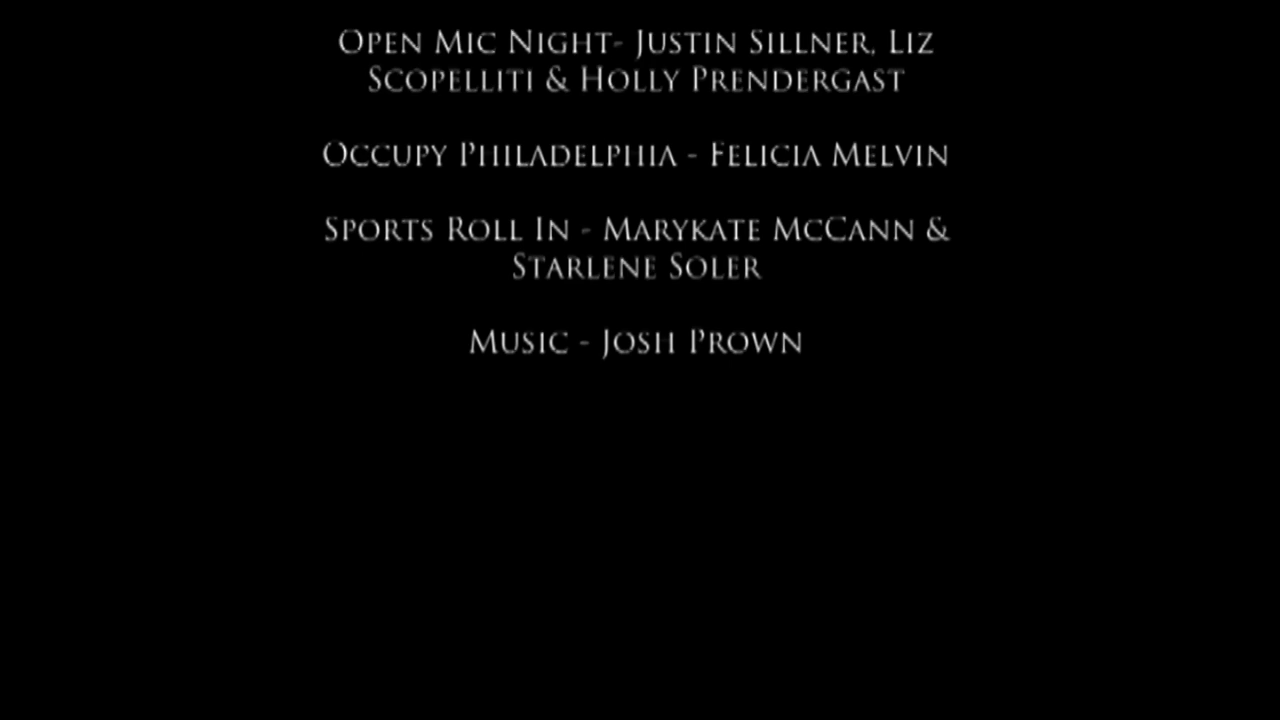 Open Mic Night- Justin Sillner, Liz
Scopelliti & Holly Prendergast
Occupy Philadelphia - Felicia Melvin
Sports Roll In - Marykate McCann &
Starlene Soler
Music - Josh Prown